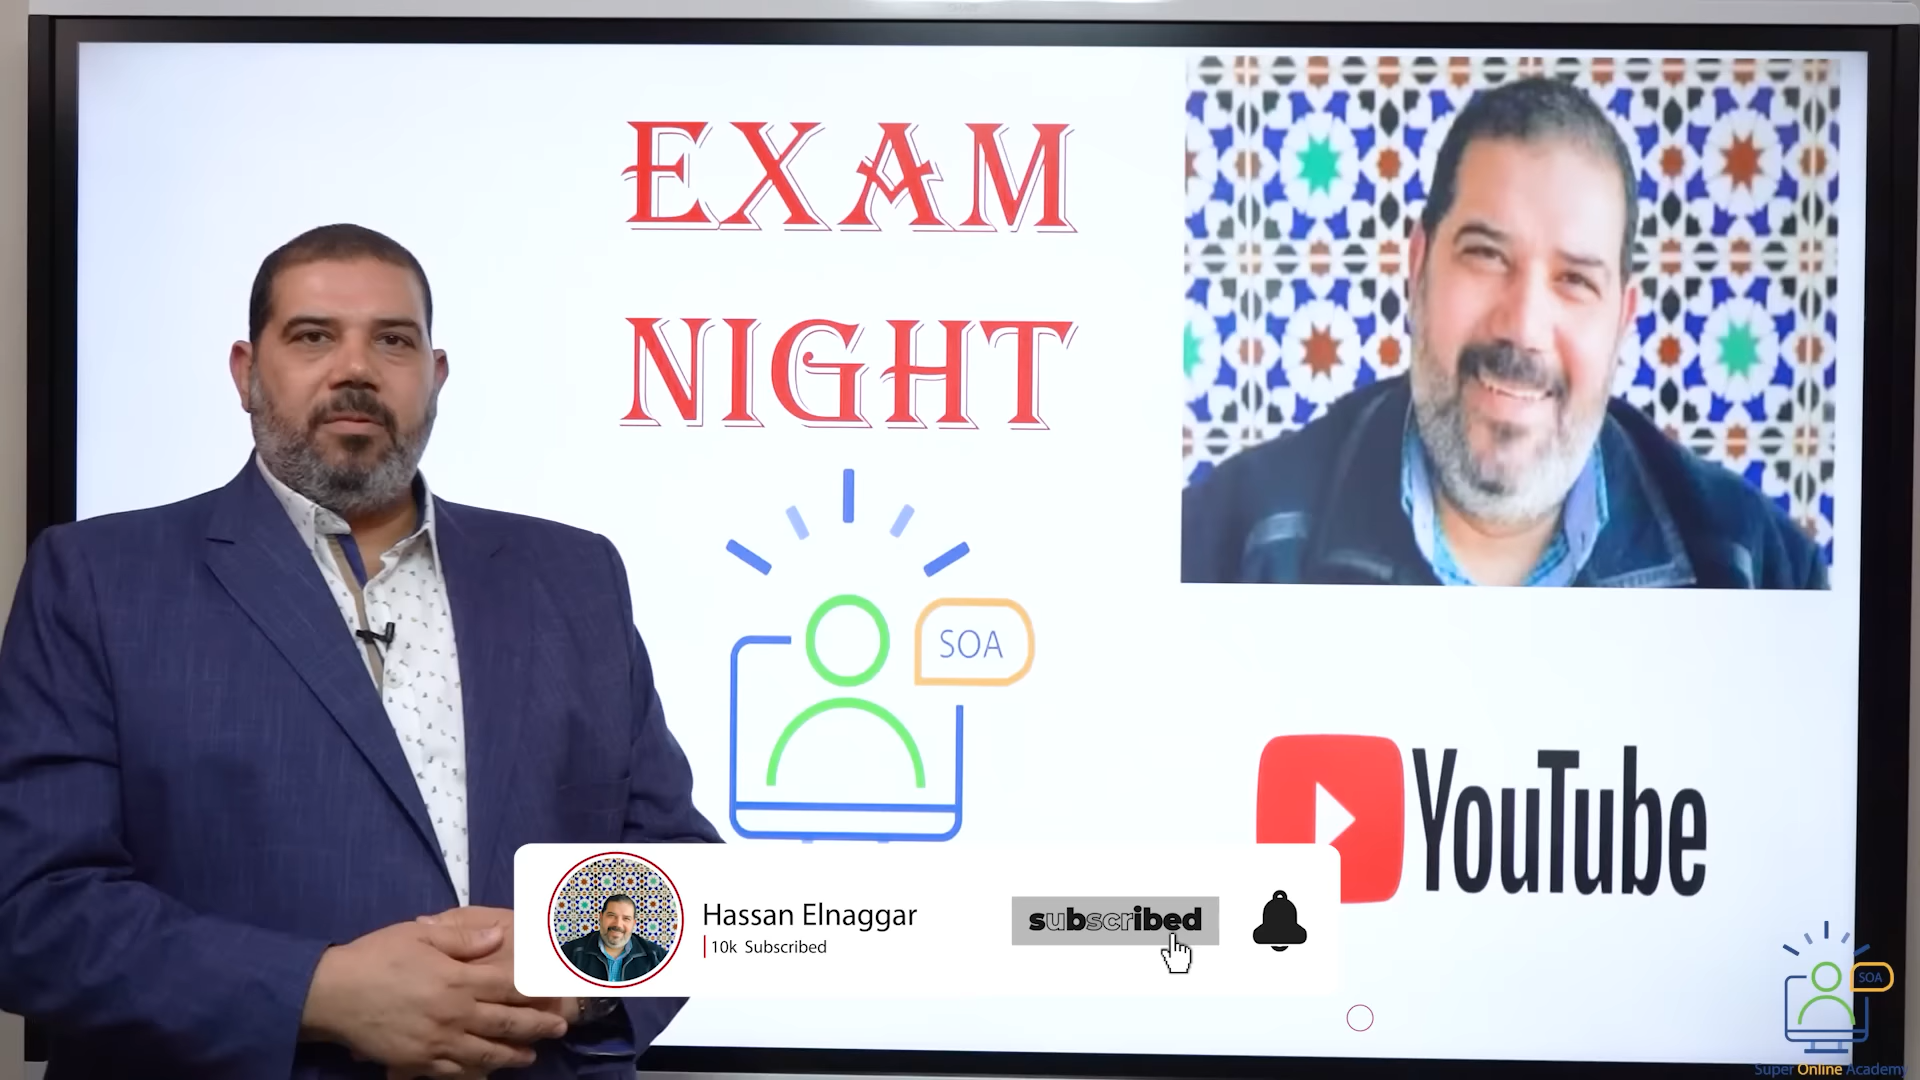 EXAM
NIGHT
SOA
YouTube
Hassan Elnaggar
10k Subscribed
subscribed
SOA
Super Online Academy